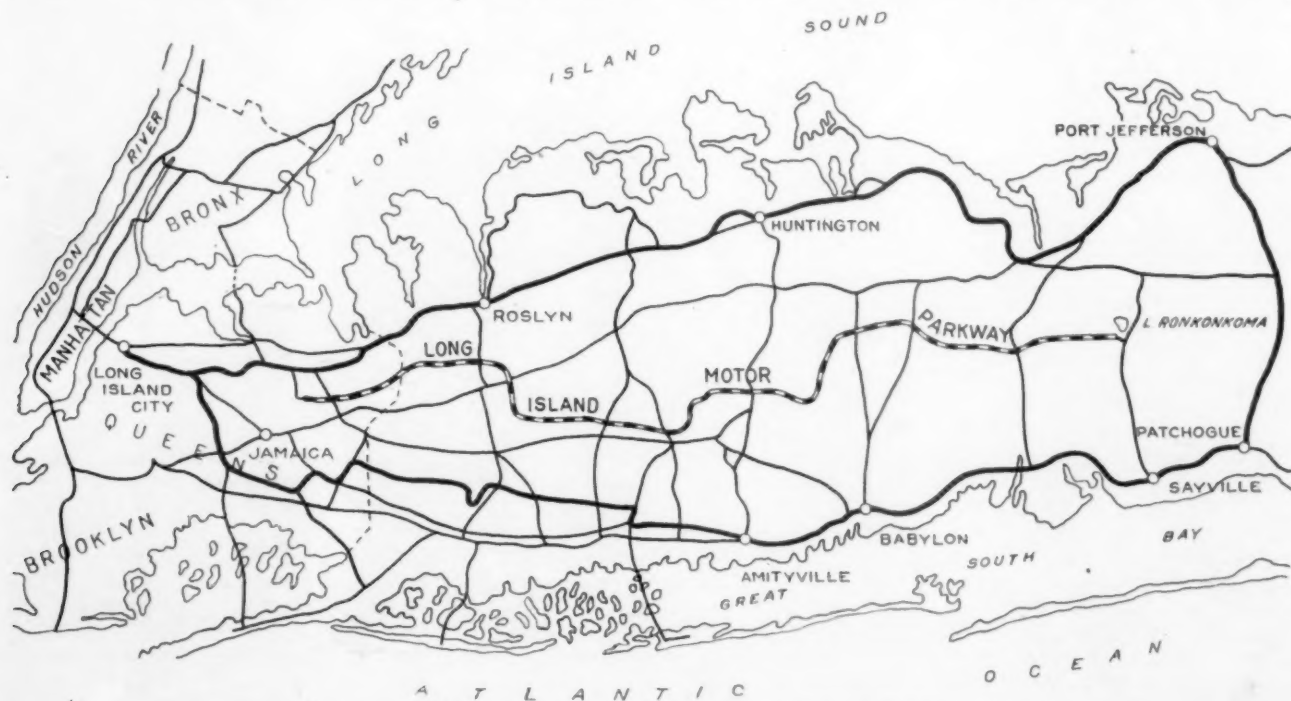 LONG ISLAND SOUND
HUDSON RIVER
MANHATTAN
BRONX
PORT JEFFERSON
HUNTINGTON
ROSLYN
L. RONKONKOMA
LONG ISLAND MOTOR PARKWAY
LONG
ISLAND
CITY
QUEENS
JAMAICA
PATCHOGUE
SAYVILLE
BROOKLYN
BABYLON
AMITYVILLE
GREAT SOUTH BAY
ATLANTIC OCEAN